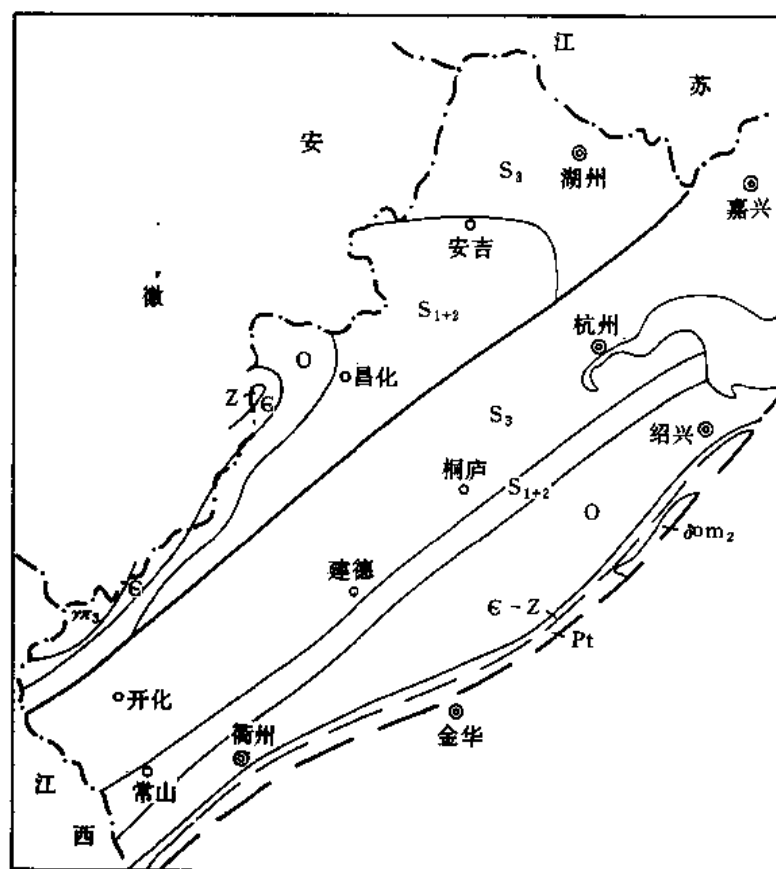 江
苏
安
徽
S₃
湖州
嘉兴
安吉
S₁₊₂
杭州
O
昌化
Z
Є
S₃
绍兴
桐庐
S₁₊₂
O
δom₂
建德
Є
γπ₃
Є-Z
Pt
开化
金华
衢州
常山
江
西